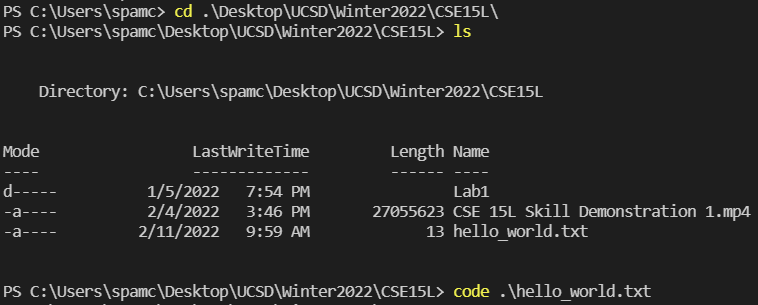 PS C:\Users\spamc> cd .\Desktop\UCSD\Winter2022\CSE15L\
PS C:\Users\spamc\Desktop\UCSD\Winter2022\CSE15L> ls
Directory: C:\Users\spamc\Desktop\UCSD\Winter2022\CSE15L
Mode                 LastWriteTime         Length Name
----                 -------------         ------ ----
d-----          1/5/2022   7:54 PM                Lab1
-a----          2/4/2022   3:46 PM       27055623 CSE 15L Skill Demonstration 1.mp4
-a----         2/11/2022   9:59 AM             13 hello_world.txt
PS C:\Users\spamc\Desktop\UCSD\Winter2022\CSE15L> code .\hello_world.txt